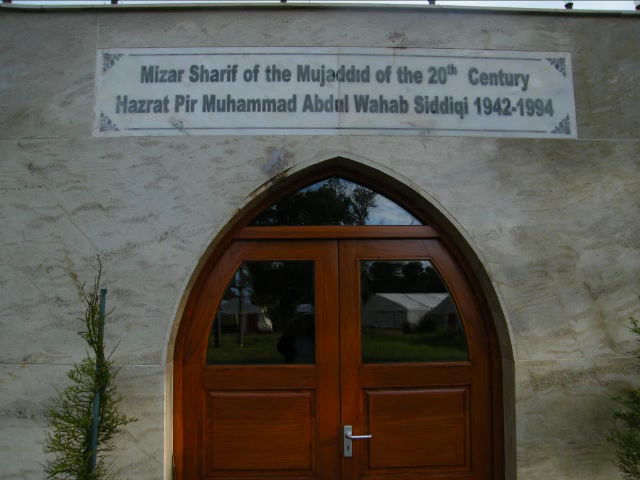 Mizar Sharif of the Mujaddid of the 20th Century
Hazrat Pir Muhammad Abdul Wahab Siddiqi 1942-1994